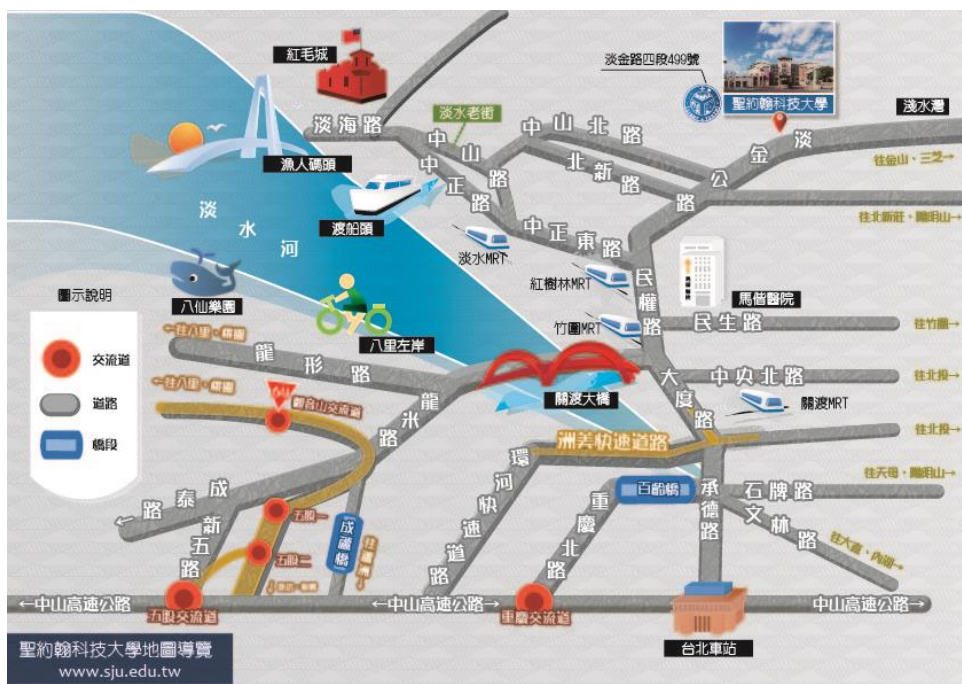 紅毛城
淡金路四段499號
聖約翰科技大學
淺水灣
淡水老街
淡海路
中山路
中正路
中山北路
北新路
淡金公路
往金山、三芝→
漁人碼頭
渡船頭
淡水河
中正東路
淡水MRT
紅樹林MRT
竹圍MRT
民權路
馬偕醫院
民生路
往竹圍→
八仙樂園
八里左岸
圖示說明
交流道
道路
橋段
←往八里、桃園
龍形路
←往八里、桃園
觀音山交流道
龍米路
關渡大橋
大度路
中央北路
往北投→
關渡MRT
洲美快速道路
往北投→
往天母、陽明山→
環河快速道路
重慶北路
百齡橋
承德路
石牌路
文林路
往大直、內湖→
成泰路
←
新五路
五股一
五股二
成蘆橋
往蘆洲
←中山高速公路
五股交流道
←中山高速公路→
重慶交流道
中山高速公路→
台北車站
聖約翰科技大學地圖導覽
www.sju.edu.tw